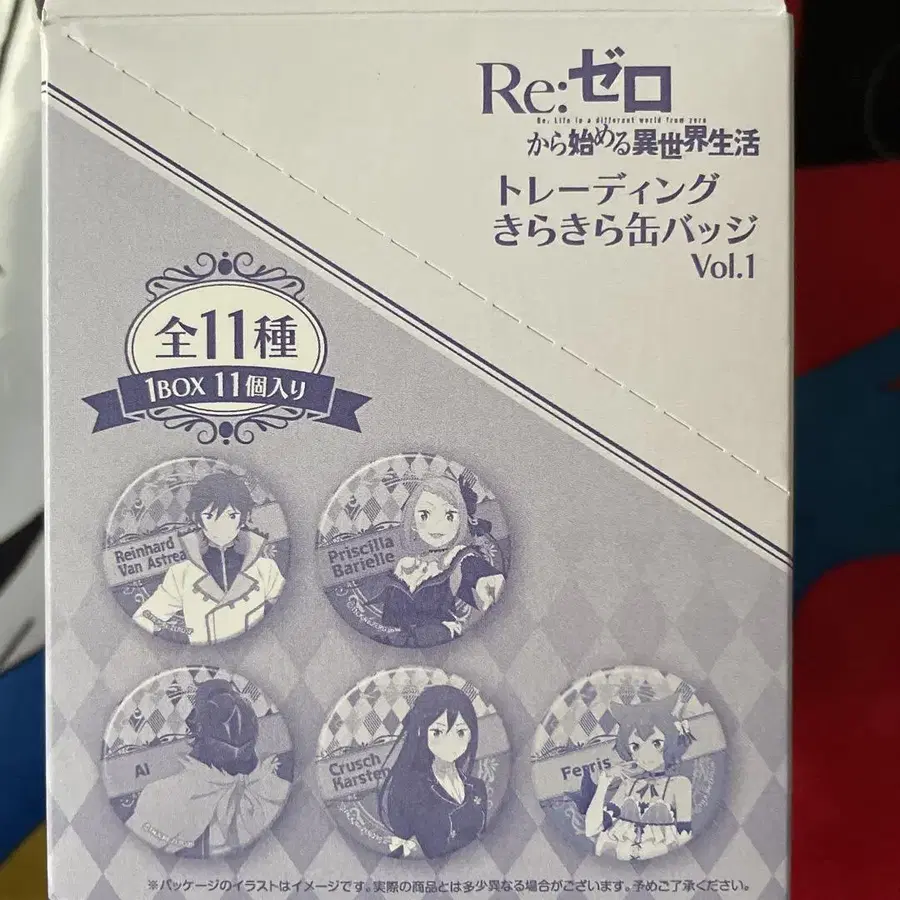 Re:ゼロ
Re: Life in a different world from zero
から始める異世界生活
トレーディング
きらきら缶バッジ
Vol.1
全11種
1BOX 11個入り
Reinhard
Van Astrea
Priscilla
Barielle
Al
Crusch
Karsten
Ferris
※パッケージのイラストはイメージです。実際の商品とは多少異なる場合がございます。予めご了承ください。